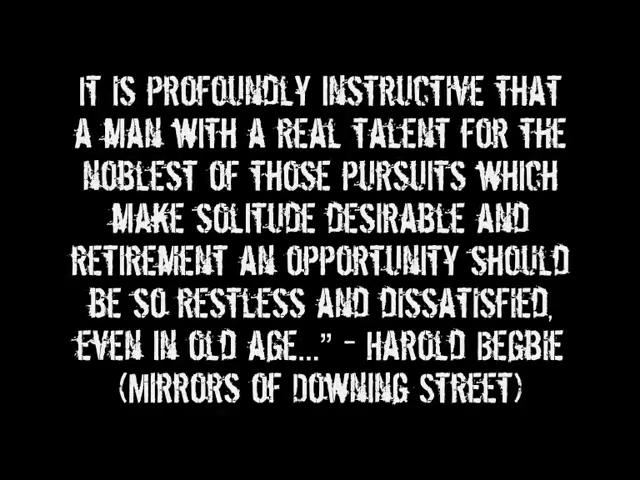 IT IS PROFOUNDLY INSTRUCTIVE THAT
A MAN WITH A REAL TALENT FOR THE
NOBLEST OF THOSE PURSUITS WHICH
MAKE SOLITUDE DESIRABLE AND
RETIREMENT AN OPPORTUNITY SHOULD
BE SO RESTLESS AND DISSATISFIED,
EVEN IN OLD AGE..." - HAROLD BEGBIE
(MIRRORS OF DOWNING STREET)